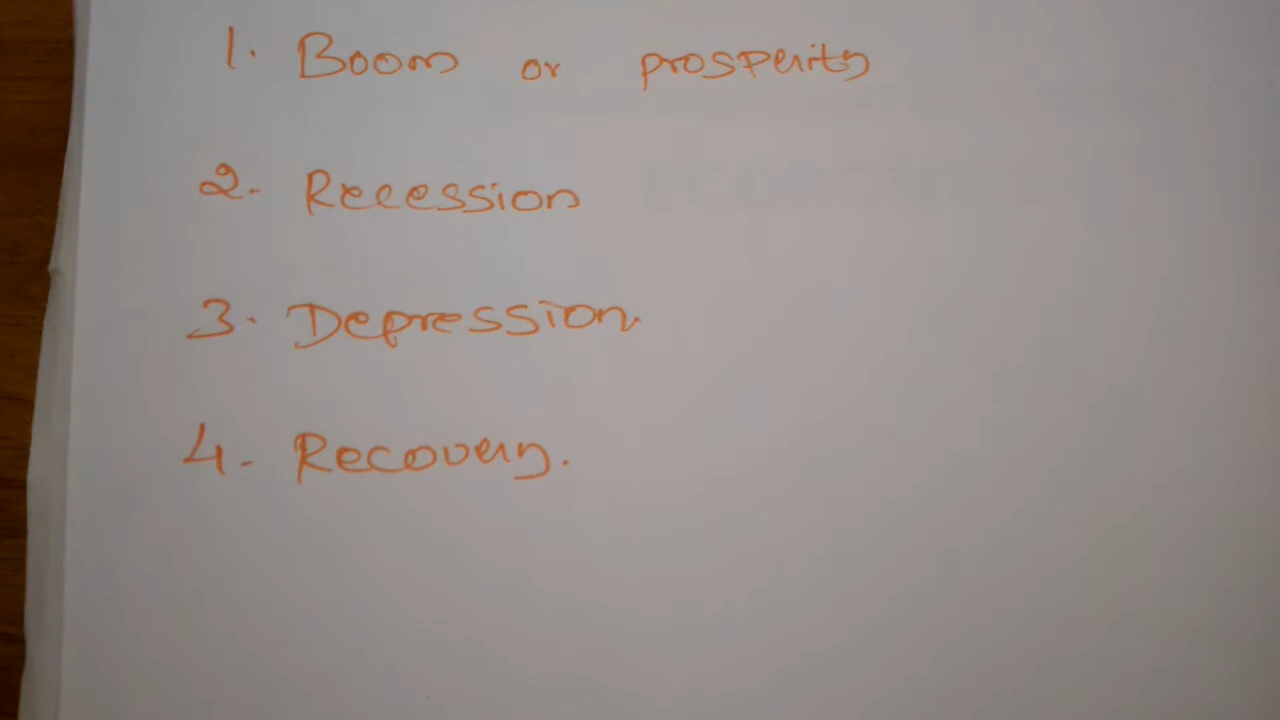 1. Boom or prosperity
2. Recession
3. Depression.
4. Recovery.